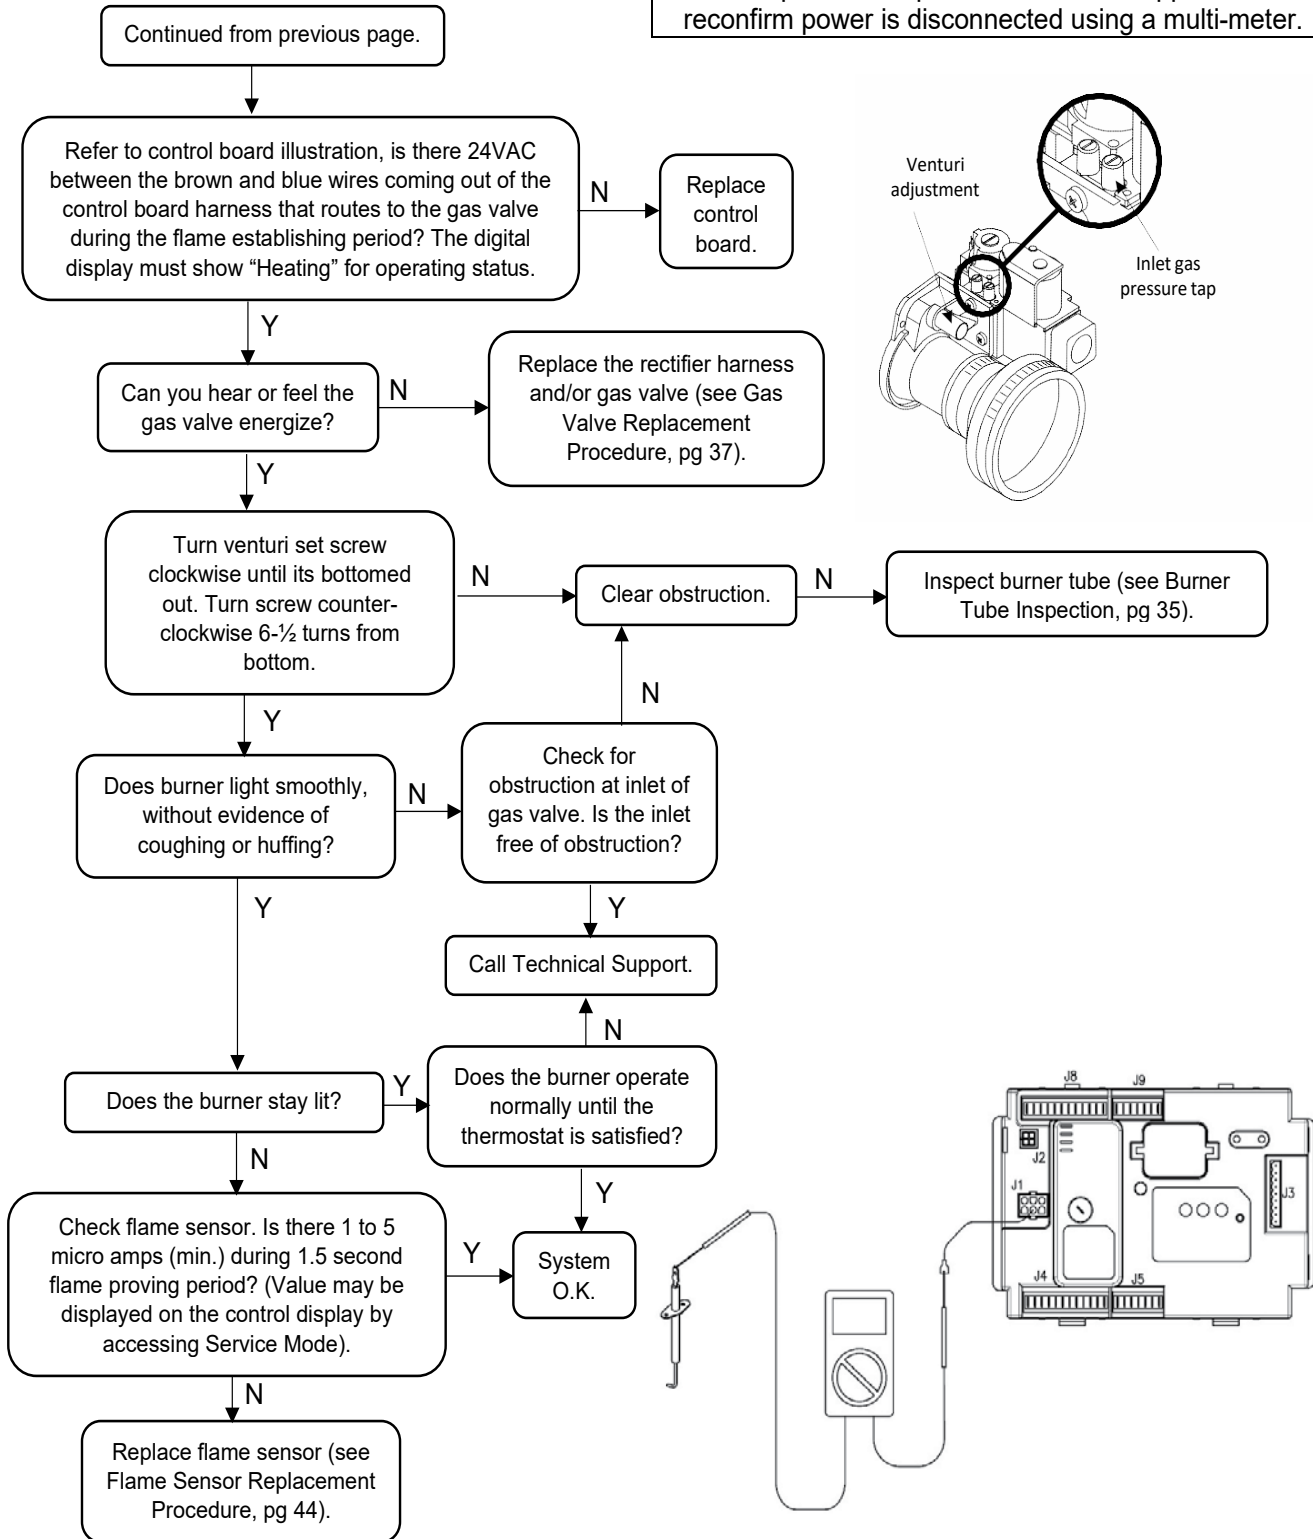 reconfirm power is disconnected using a multi-meter.
Continued from previous page.
Refer to control board illustration, is there 24VAC
between the brown and blue wires coming out of the
control board harness that routes to the gas valve
during the flame establishing period? The digital
display must show “Heating” for operating status.
N
Replace
control
board.
Venturi
adjustment
Inlet gas
pressure tap
Y
Can you hear or feel the
gas valve energize?
N
Replace the rectifier harness
and/or gas valve (see Gas
Valve Replacement
Procedure, pg 37).
Y
Turn venturi set screw
clockwise until its bottomed
out. Turn screw counter-
clockwise 6-½ turns from
bottom.
N
Clear obstruction.
N
Inspect burner tube (see Burner
Tube Inspection, pg 35).
Y
N
Does burner light smoothly,
without evidence of
coughing or huffing?
N
Check for
obstruction at inlet of
gas valve. Is the inlet
free of obstruction?
Y
Y
Call Technical Support.
N
Does the burner stay lit?
Y
Does the burner operate
normally until the
thermostat is satisfied?
N
Y
Check flame sensor. Is there 1 to 5
micro amps (min.) during 1.5 second
flame proving period? (Value may be
displayed on the control display by
accessing Service Mode).
Y
System
O.K.
N
Replace flame sensor (see
Flame Sensor Replacement
Procedure, pg 44).
J8
J9
J2
J1
J3
J4
J5